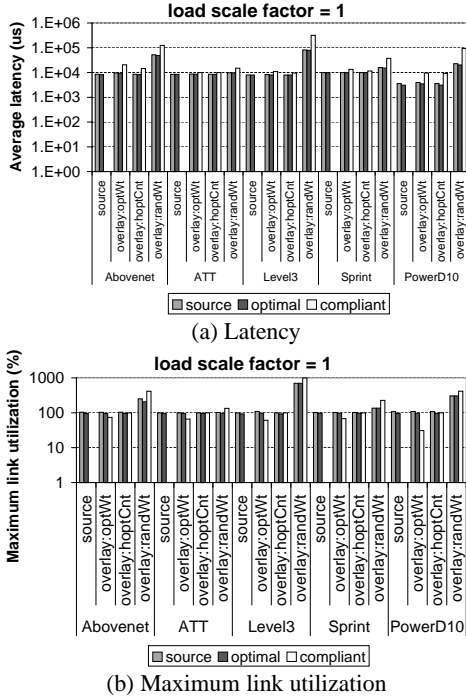 load scale factor = 1
Average latency (us)
1.E+06
1.E+05
1.E+04
1.E+03
1.E+02
1.E+01
1.E+00
source
overlay:optWt
overlay:hoptCnt
overlay:randWt
source
overlay:optWt
overlay:hoptCnt
overlay:randWt
source
overlay:optWt
overlay:hoptCnt
overlay:randWt
source
overlay:optWt
overlay:hoptCnt
overlay:randWt
source
overlay:optWt
overlay:hoptCnt
overlay:randWt
Abovenet ATT Level3 Sprint PowerD10
source optimal compliant
(a) Latency
load scale factor = 1
Maximum link utilization (%)
1000
100
10
1
source
overlay:optWt
overlay:hoptCnt
overlay:randWt
source
overlay:optWt
overlay:hoptCnt
overlay:randWt
source
overlay:optWt
overlay:hoptCnt
overlay:randWt
source
overlay:optWt
overlay:hoptCnt
overlay:randWt
source
overlay:optWt
overlay:hoptCnt
overlay:randWt
Abovenet ATT Level3 Sprint PowerD10
source optimal compliant
(b) Maximum link utilization